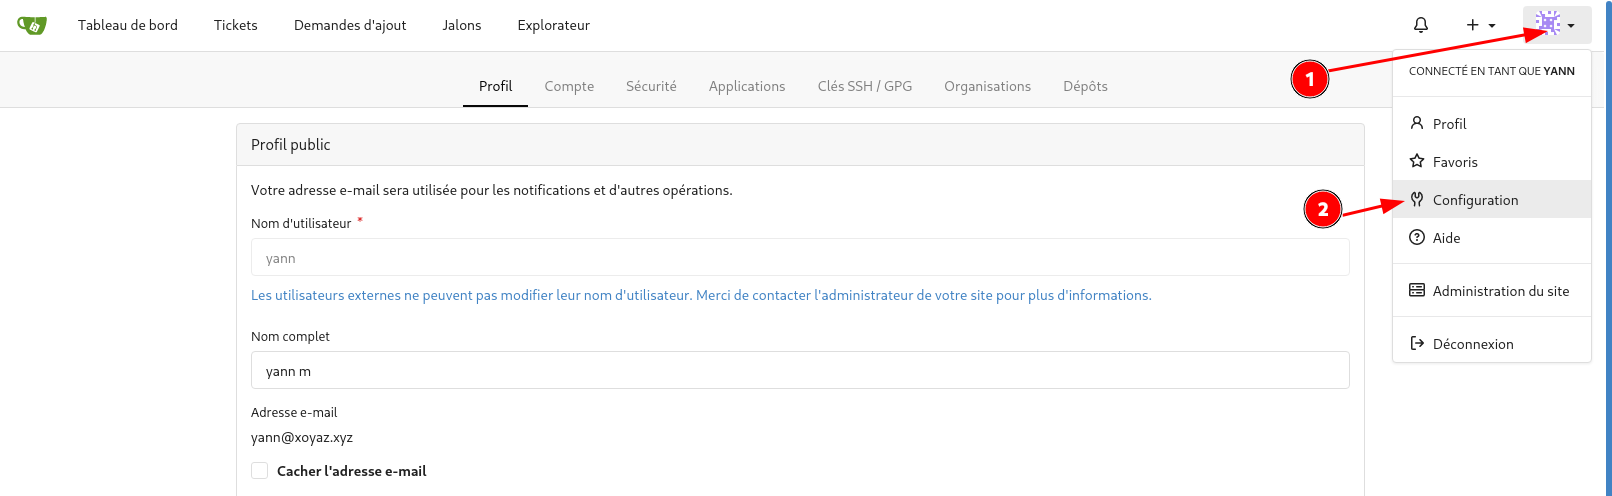 Tableau de bord Tickets Demandes d'ajout Jalons Explorateur
1
CONNECTÉ EN TANT QUE YANN
Profil Compte Sécurité Applications Clés SSH / GPG Organisations Dépôts
Profil
Favoris
2
Configuration
Aide
Administration du site
Déconnexion
Profil public
Votre adresse e-mail sera utilisée pour les notifications et d'autres opérations.
Nom d'utilisateur *
yann
Les utilisateurs externes ne peuvent pas modifier leur nom d'utilisateur. Merci de contacter l'administrateur de votre site pour plus d'informations.
Nom complet
yann m
Adresse e-mail
yann@xoyaz.xyz
Cacher l'adresse e-mail